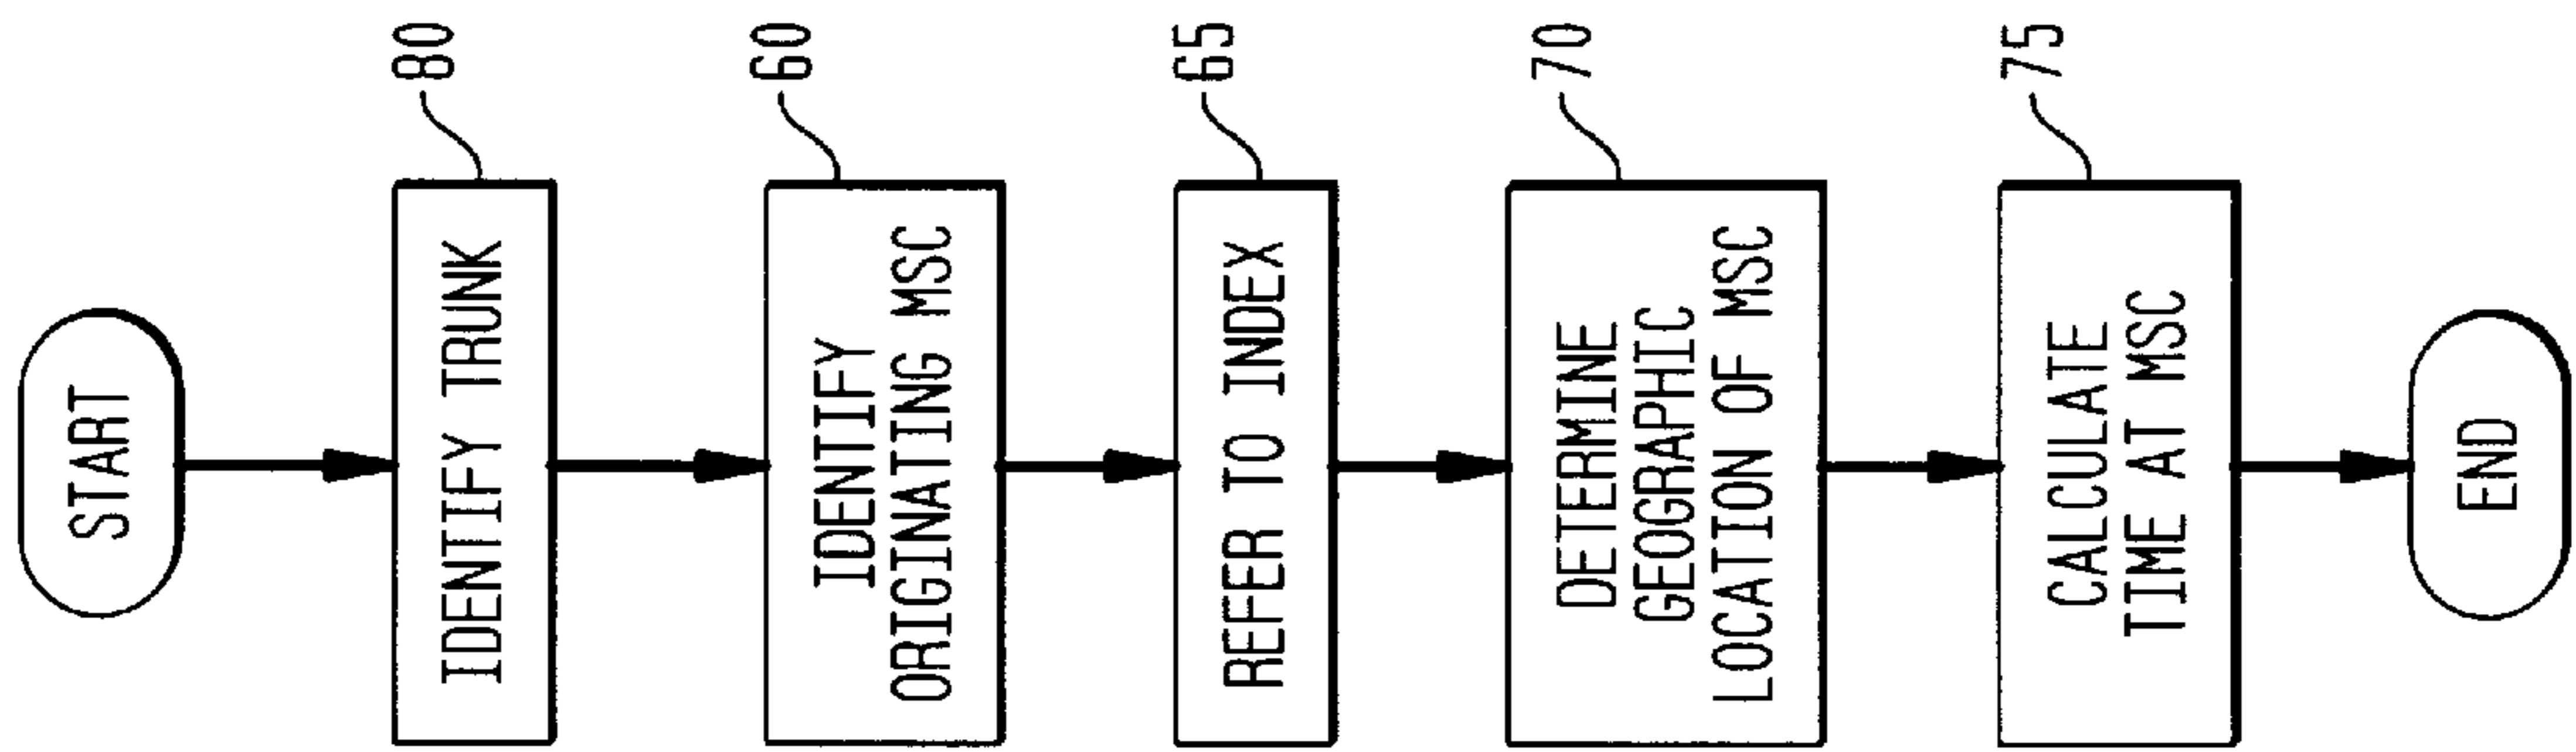 START
80
IDENTIFY TRUNK
60
IDENTIFY
ORIGINATING MSC
65
REFER TO INDEX
70
DETERMINE
GEOGRAPHIC
LOCATION OF MSC
75
CALCULATE
TIME AT MSC
END